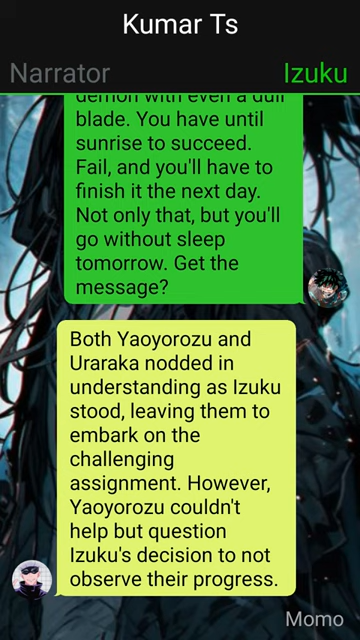 Kumar Ts
Narrator
Izuku
demon with even a dull
blade. You have until
sunrise to succeed.
Fail, and you'll have to
finish it the next day.
Not only that, but you'll
go without sleep
tomorrow. Get the
message?
Both Yaoyorozu and
Uraraka nodded in
understanding as Izuku
stood, leaving them to
embark on the
challenging
assignment. However,
Yaoyorozu couldn't
help but question
Izuku's decision to not
observe their progress.
Momo